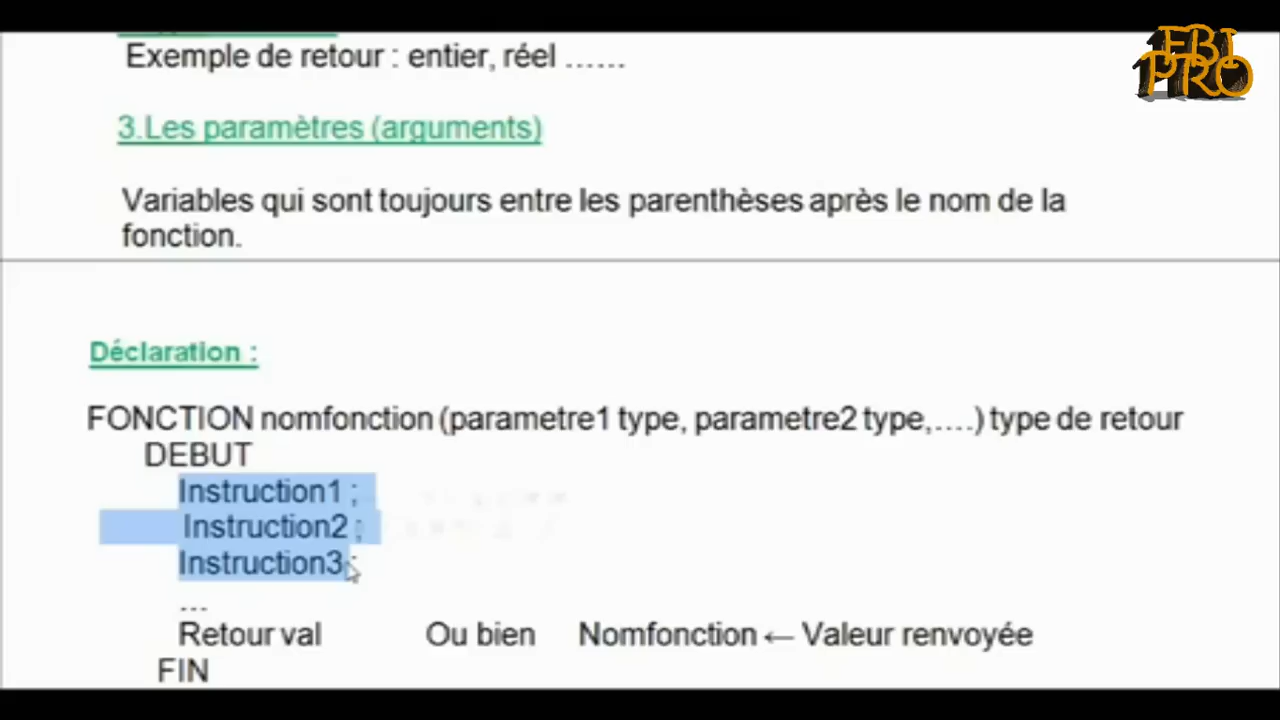 FBI
PRO
Exemple de retour : entier, réel ......
3.Les paramètres (arguments)
Variables qui sont toujours entre les parenthèses après le nom de la
fonction.
Déclaration :
FONCTION nomfonction (parametre1 type, parametre2 type,....) type de retour
DEBUT
Instruction1 ;
Instruction2 ;
Instruction3 ;
...
Retour val Ou bien Nomfonction ← Valeur renvoyée
FIN